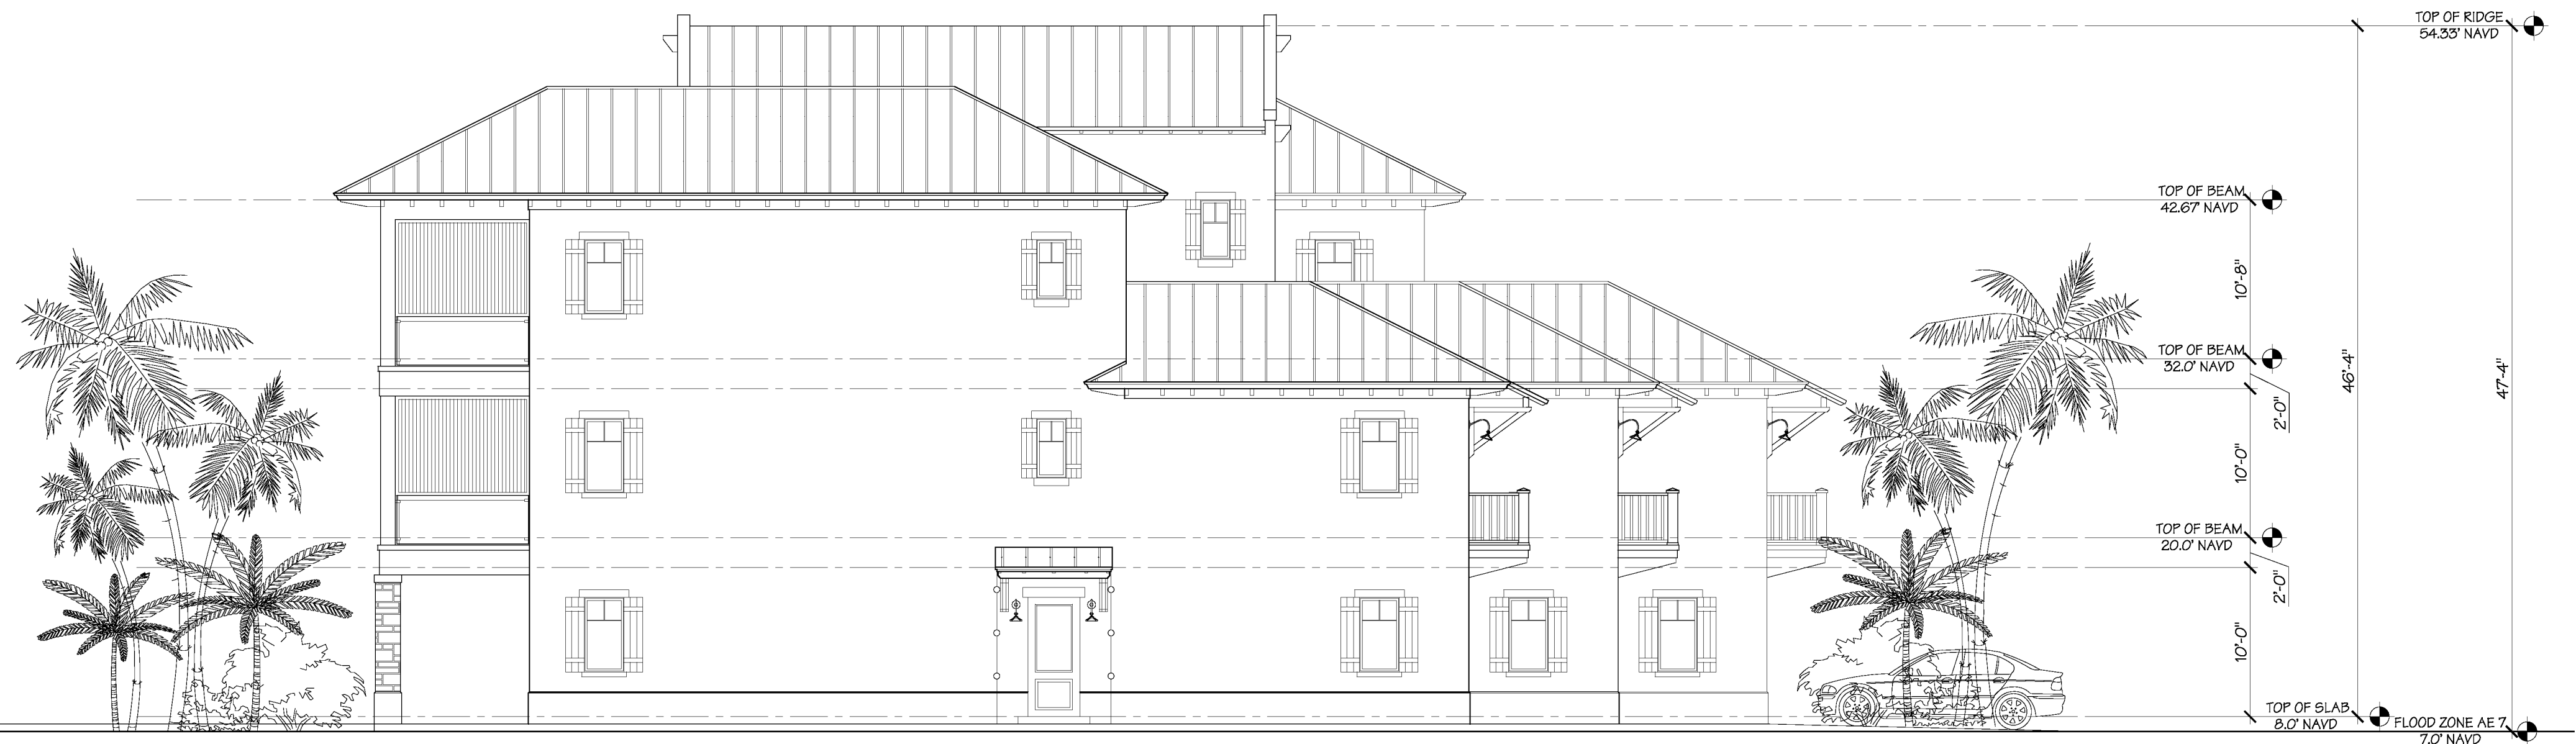 TOP OF RIDGE
54.33' NAVD
TOP OF BEAM
42.67' NAVD
10'-8"
TOP OF BEAM
32.0' NAVD
46'-4"
47'-4"
2'-0"
10'-0"
TOP OF BEAM
20.0' NAVD
2'-0"
10'-0"
TOP OF SLAB
8.0' NAVD
FLOOD ZONE AE 7
7.0' NAVD